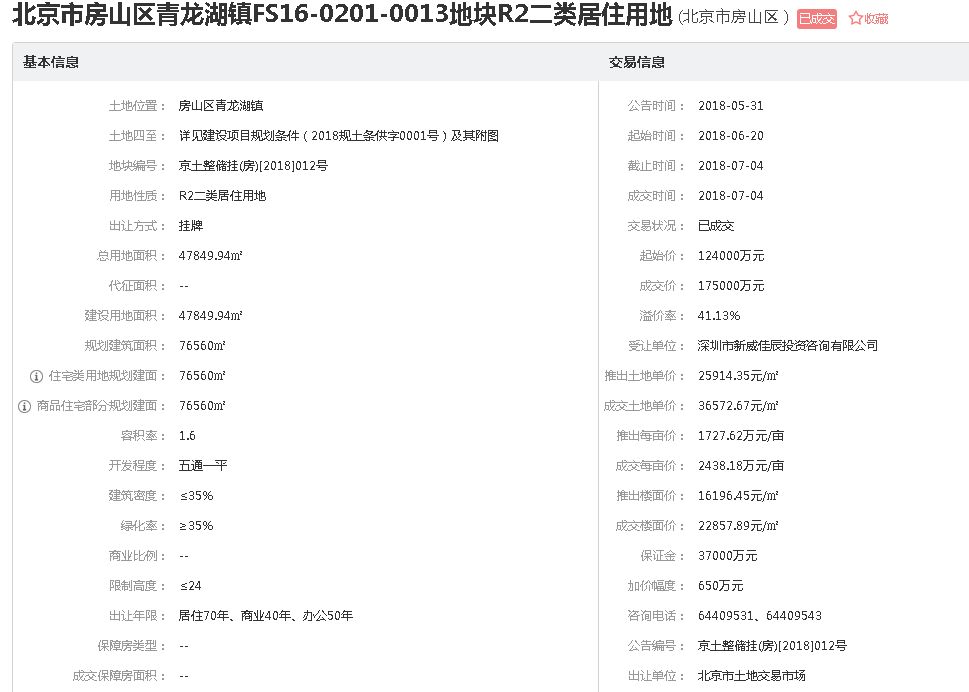 北京市房山区青龙湖镇FS16-0201-0013地块R2二类居住用地 (北京市房山区 ) 已成交 收藏
基本信息
土地位置： 房山区青龙湖镇
土地四至： 详见建设项目规划条件（2018规土条供字0001号）及其附图
地块编号： 京土整储挂(房)[2018]012号
用地性质： R2二类居住用地
出让方式： 挂牌
总用地面积： 47849.94㎡
代征面积： --
建设用地面积： 47849.94㎡
规划建筑面积： 76560㎡
住宅类用地规划建面： 76560㎡
商品住宅部分规划建面： 76560㎡
容积率： 1.6
开发程度： 五通一平
建筑密度： ≤35%
绿化率： ≥35%
商业比例： --
限制高度： ≤24
出让年限： 居住70年、商业40年、办公50年
保障房类型： --
成交保障房面积： --
交易信息
公告时间： 2018-05-31
起始时间： 2018-06-20
截止时间： 2018-07-04
成交时间： 2018-07-04
交易状况： 已成交
起始价： 124000万元
成交价： 175000万元
溢价率： 41.13%
受让单位： 深圳市新威佳辰投资咨询有限公司
推出土地单价： 25914.35元/㎡
成交土地单价： 36572.67元/㎡
推出每亩价： 1727.62万元/亩
成交每亩价： 2438.18万元/亩
推出楼面价： 16196.45元/㎡
成交楼面价： 22857.89元/㎡
保证金： 37000万元
加价幅度： 650万元
咨询电话： 64409531、64409543
公告编号： 京土整储挂(房)[2018]012号
出让单位： 北京市土地交易市场